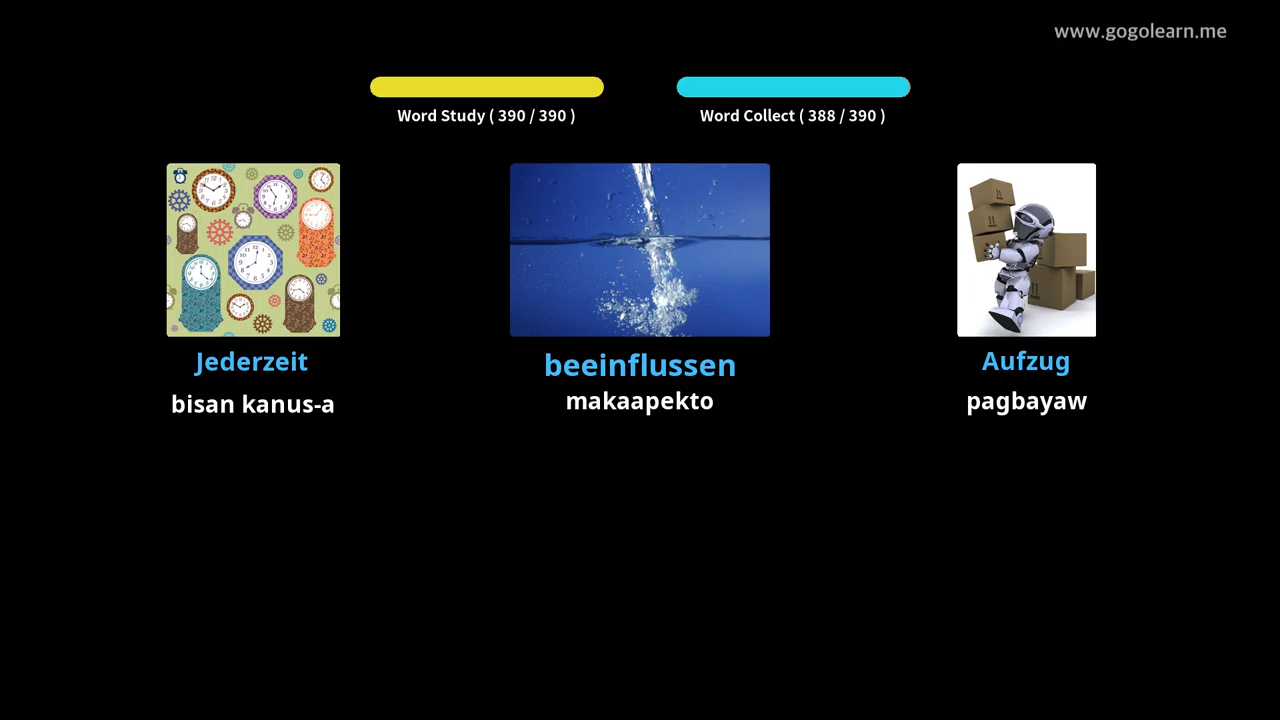 www.gogolearn.me
Word Study ( 390 / 390 )
Word Collect ( 388 / 390 )
Jederzeit
bisan kanus-a
beeinflussen
makaapekto
Aufzug
pagbayaw